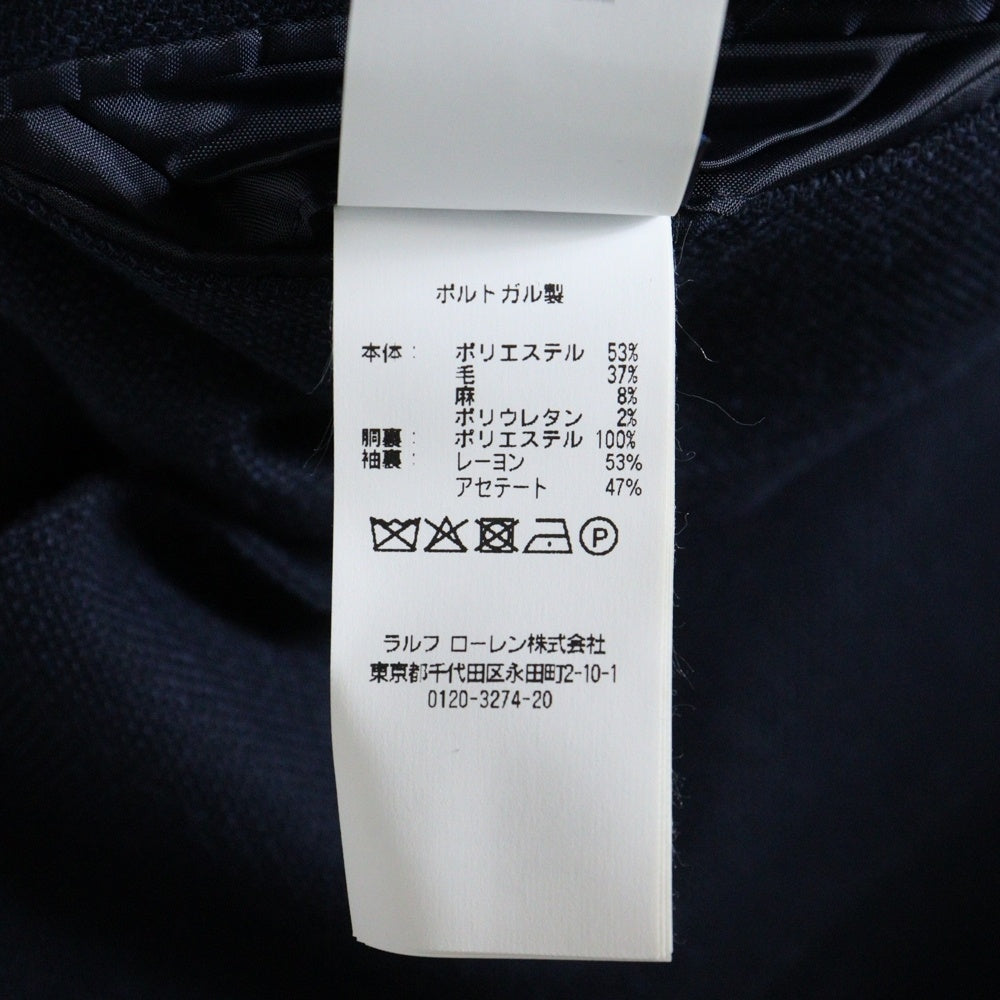 ポルトガル製
本体: ポリエステル 53%
毛 37%
麻 8%
ポリウレタン 2%
胴裏: ポリエステル 100%
袖裏: レーヨン 53%
アセテート 47%
P
ラルフ ローレン株式会社
東京都千代田区永田町2-10-1
0120-3274-20